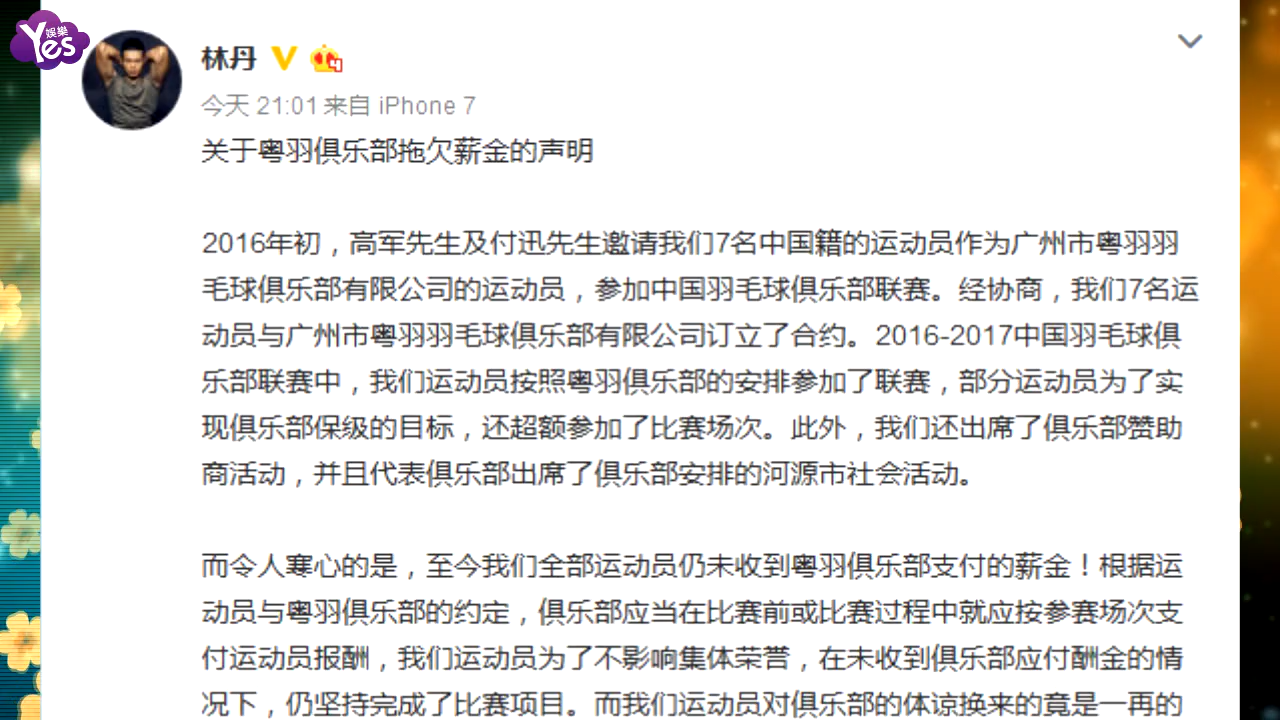 Yes
娛樂
林丹
4
今天 21:01 来自 iPhone 7
关于粤羽俱乐部拖欠薪金的声明
2016年初，高军先生及付迅先生邀请我们7名中国籍的运动员作为广州市粤羽羽
毛球俱乐部有限公司的运动员，参加中国羽毛球俱乐部联赛。经协商，我们7名运
动员与广州市粤羽羽毛球俱乐部有限公司订立了合约。2016-2017中国羽毛球俱
乐部联赛中，我们运动员按照粤羽俱乐部的安排参加了联赛，部分运动员为了实
现俱乐部保级的目标，还超额参加了比赛场次。此外，我们还出席了俱乐部赞助
商活动，并且代表俱乐部出席了俱乐部安排的河源市社会活动。
而令人寒心的是，至今我们全部运动员仍未收到粤羽俱乐部支付的薪金！根据运
动员与粤羽俱乐部的约定，俱乐部应当在比赛前或比赛过程中就应按参赛场次支
付运动员报酬，我们运动员为了不影响集体荣誉，在未收到俱乐部应付酬金的情
况下，仍坚持完成了比赛项目。而我们运动员对俱乐部的体谅换来的竟是一再的